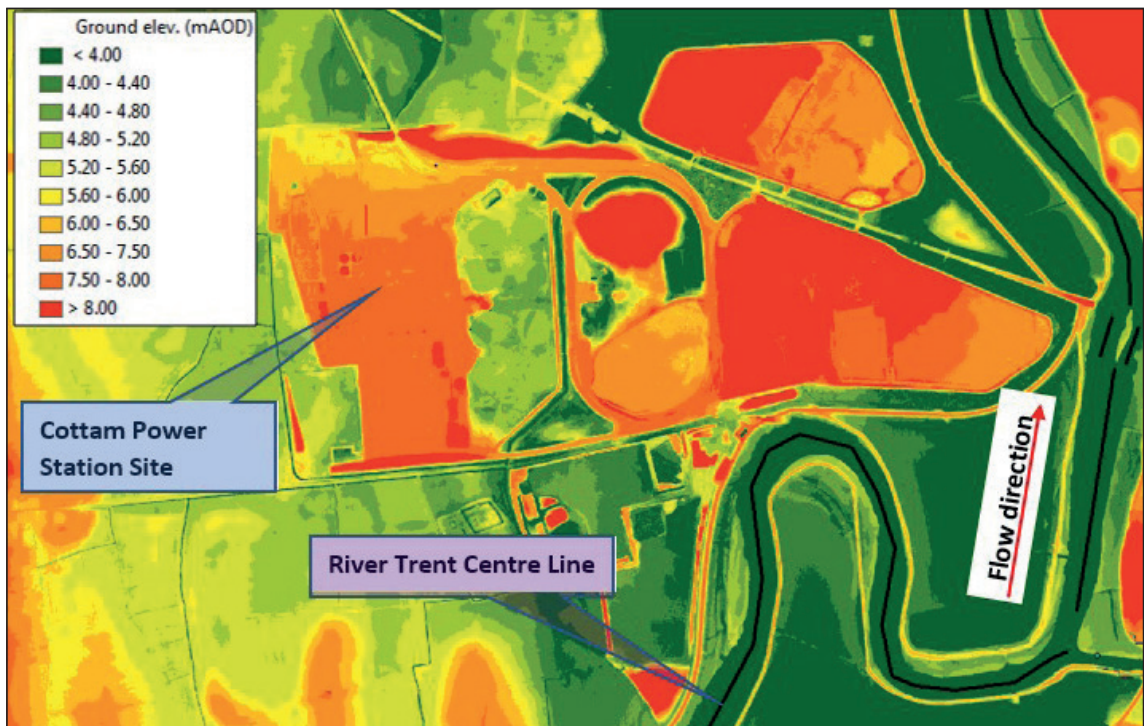 Ground elev. (mAOD)
< 4.00
4.00 - 4.40
4.40 - 4.80
4.80 - 5.20
5.20 - 5.60
5.60 - 6.00
6.00 - 6.50
6.50 - 7.50
7.50 - 8.00
> 8.00
Cottam Power
Station Site
River Trent Centre Line
Flow direction